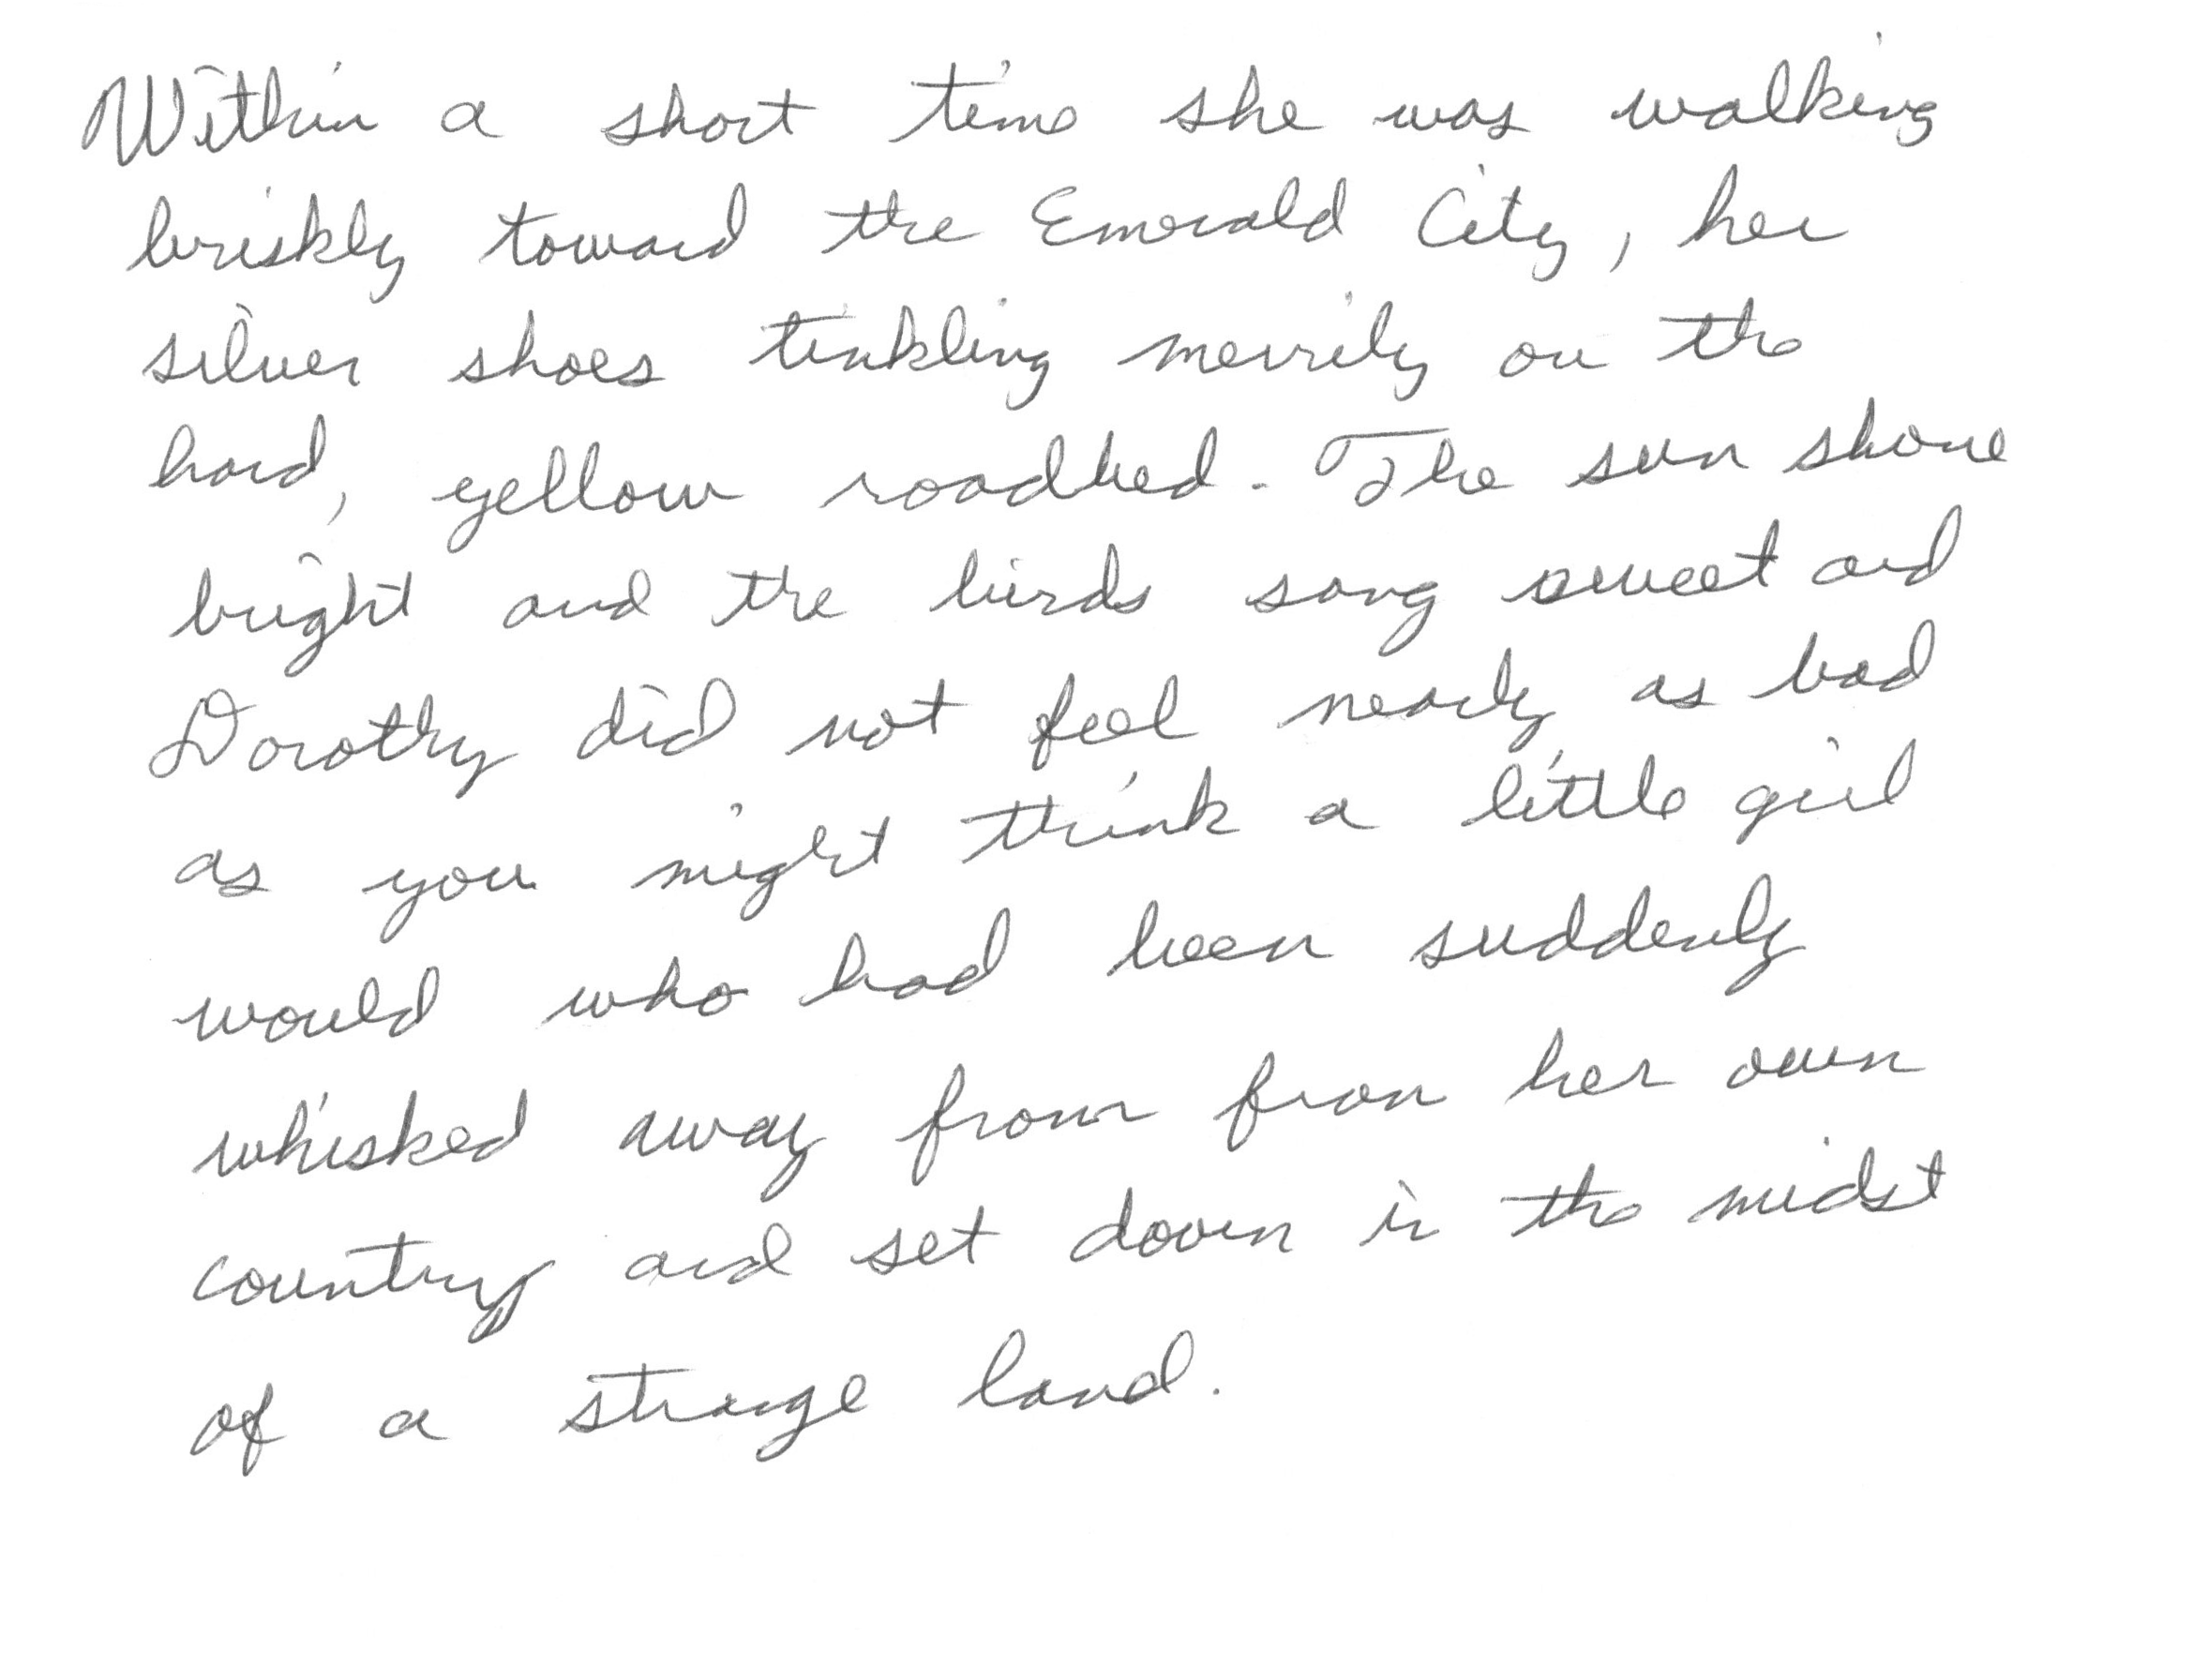 Within a short time she was walking
briskly toward the Emerald City, her
silver shoes tinkling merrily on the
hard, yellow roadbed. The sun shone
bright and the birds sang sweet and
Dorothy did not feel nearly as bad
as you might think a little girl
would who had been suddenly
whisked away from from her own
country and set down in the midst
of a strange land.